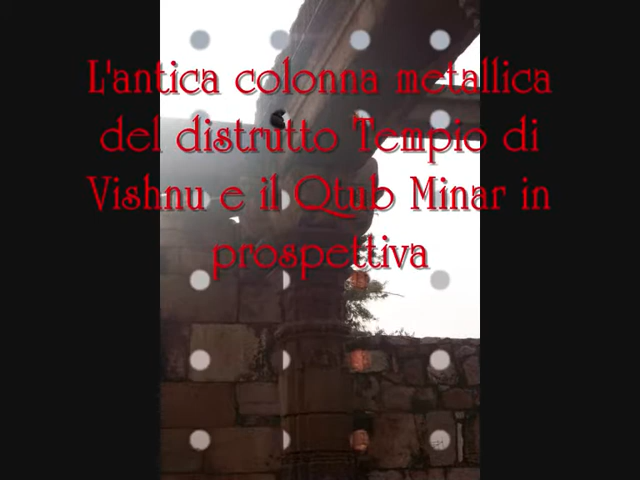 L'antica colonna metallica
del distrutto Tempio di
Vishnu e il Qtub Minar in
prospettiva